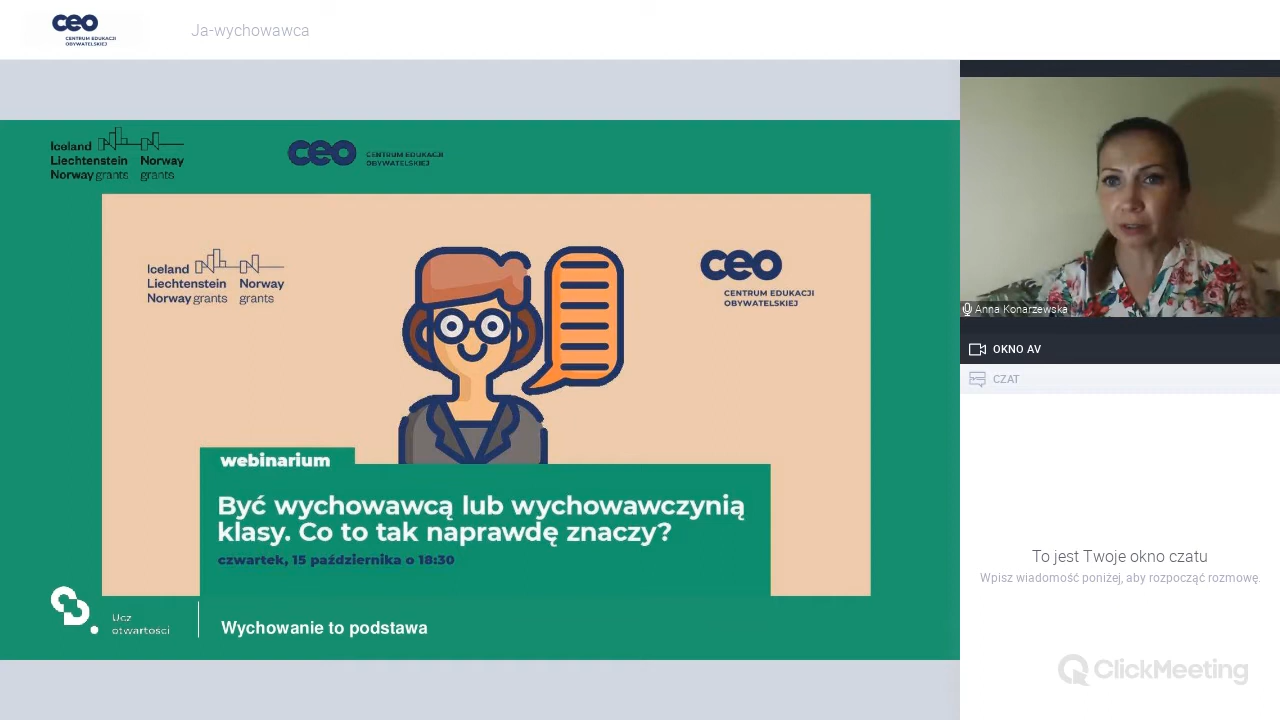 ceo
CENTRUM EDUKACJI
OBYWATELSKIEJ
Ja-wychowawca
Iceland
Liechtenstein Norway
Norway grants grants
ceo CENTRUM EDUKACJI
OBYWATELSKIEJ
Iceland
Liechtenstein Norway
Norway grants grants
ceo
CENTRUM EDUKACJI
OBYWATELSKIEJ
webinarium
Być wychowawcą lub wychowawczynią
klasy. Co to tak naprawdę znaczy?
czwartek, 15 października o 18:30
Ucz
otwartości
Wychowanie to podstawa
Anna Konarzewska
OKNO AV
CZAT
To jest Twoje okno czatu
Wpisz wiadomość poniżej, aby rozpocząć rozmowę.
ClickMeeting